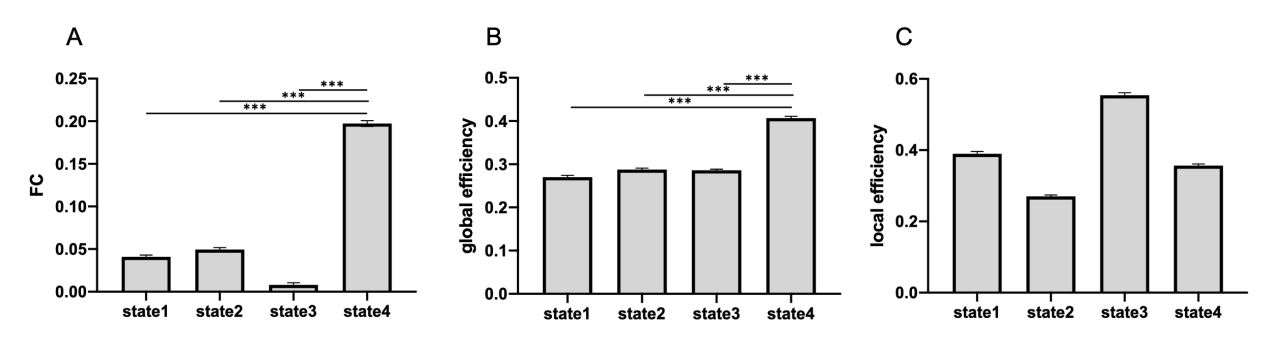 A
FC
0.25
0.20
0.15
0.10
0.05
0.00
***
***
***
state1 state2 state3 state4
B
global efficiency
0.5
0.4
0.3
0.2
0.1
0.0
***
***
***
state1 state2 state3 state4
C
local efficiency
0.6
0.4
0.2
0.0
state1 state2 state3 state4